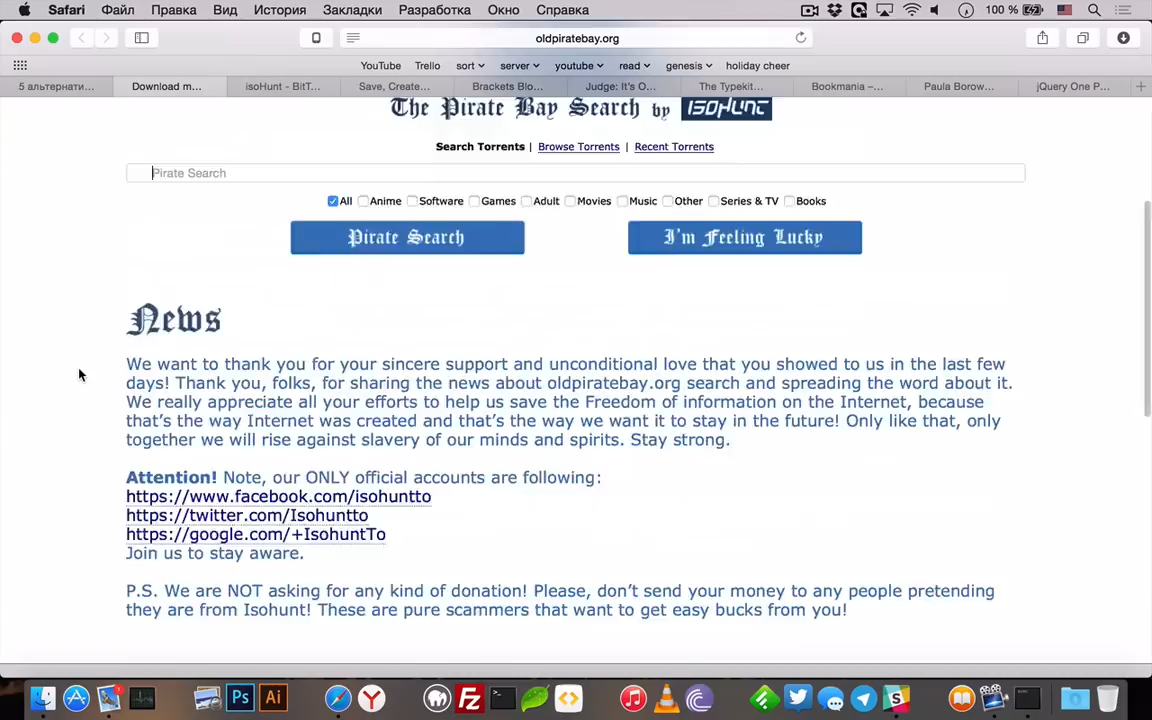 Safari Файл Правка Вид История Закладки Разработка Окно Справка 100 %
oldpiratebay.org
YouTube Trello sort server youtube read genesis holiday cheer
5 альтернати… Download m… isoHunt - BitT… Save, Create… Brackets Blo… Judge: It's O… The Typekit… Bookmania –… Paula Borow… jQuery One P…
The Pirate Bay Search by ISOHUNT
Search Torrents | Browse Torrents | Recent Torrents
Pirate Search
All Anime Software Games Adult Movies Music Other Series & TV Books
Pirate Search I'm Feeling Lucky
News
We want to thank you for your sincere support and unconditional love that you showed to us in the last few
days! Thank you, folks, for sharing the news about oldpiratebay.org search and spreading the word about it.
We really appreciate all your efforts to help us save the Freedom of information on the Internet, because
that's the way Internet was created and that's the way we want it to stay in the future! Only like that, only
together we will rise against slavery of our minds and spirits. Stay strong.
Attention! Note, our ONLY official accounts are following:
https://www.facebook.com/isohuntto
https://twitter.com/Isohuntto
https://google.com/+IsohuntTo
Join us to stay aware.
P.S. We are NOT asking for any kind of donation! Please, don't send your money to any people pretending
they are from Isohunt! These are pure scammers that want to get easy bucks from you!
Ps Ai